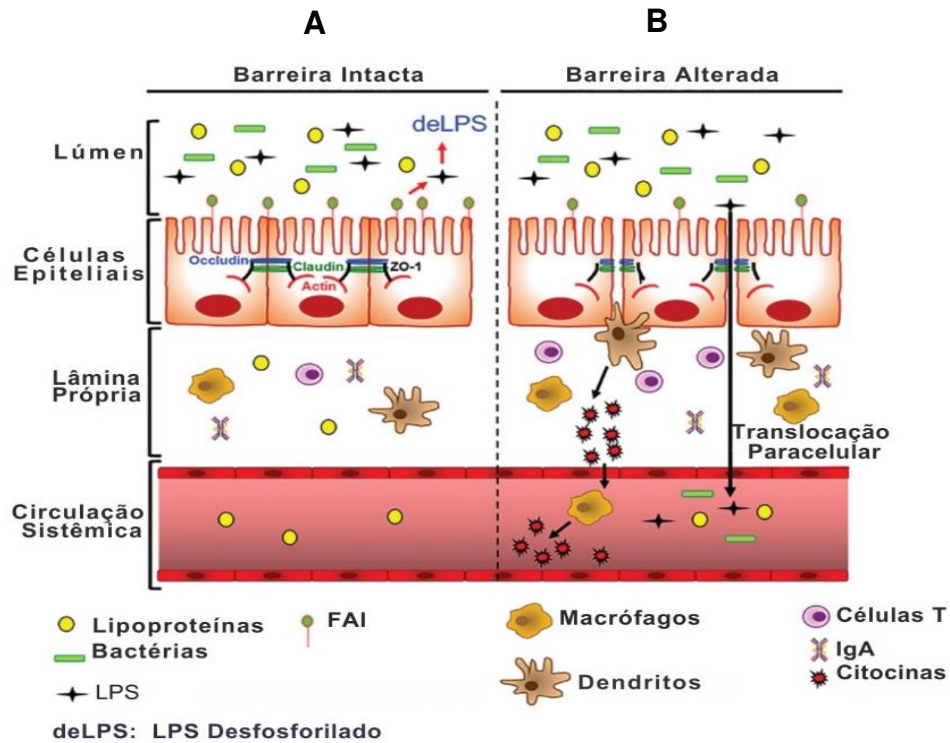 A
B
Barreira Intacta
Barreira Alterada
deLPS
Lúmen
Células
Epiteliais
Occludin
Claudin
ZO-1
Actin
Lâmina
Própria
Translocação
Paracelular
Circulação
Sistêmica
Lipoproteínas
FAI
Macrófagos
Células T
Bactérias
IgA
Citocinas
LPS
Dendritos
deLPS: LPS Desfosforilado